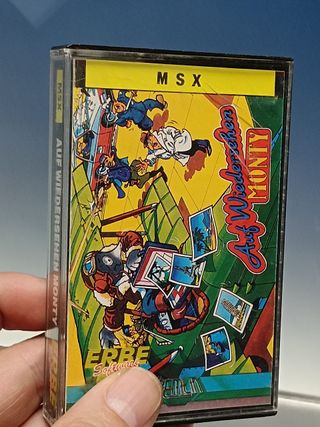 MSX
MSX
AUF WIEDERSEHEN MONTY
Auf Wiedersehen
MONTY
ERBE
Software